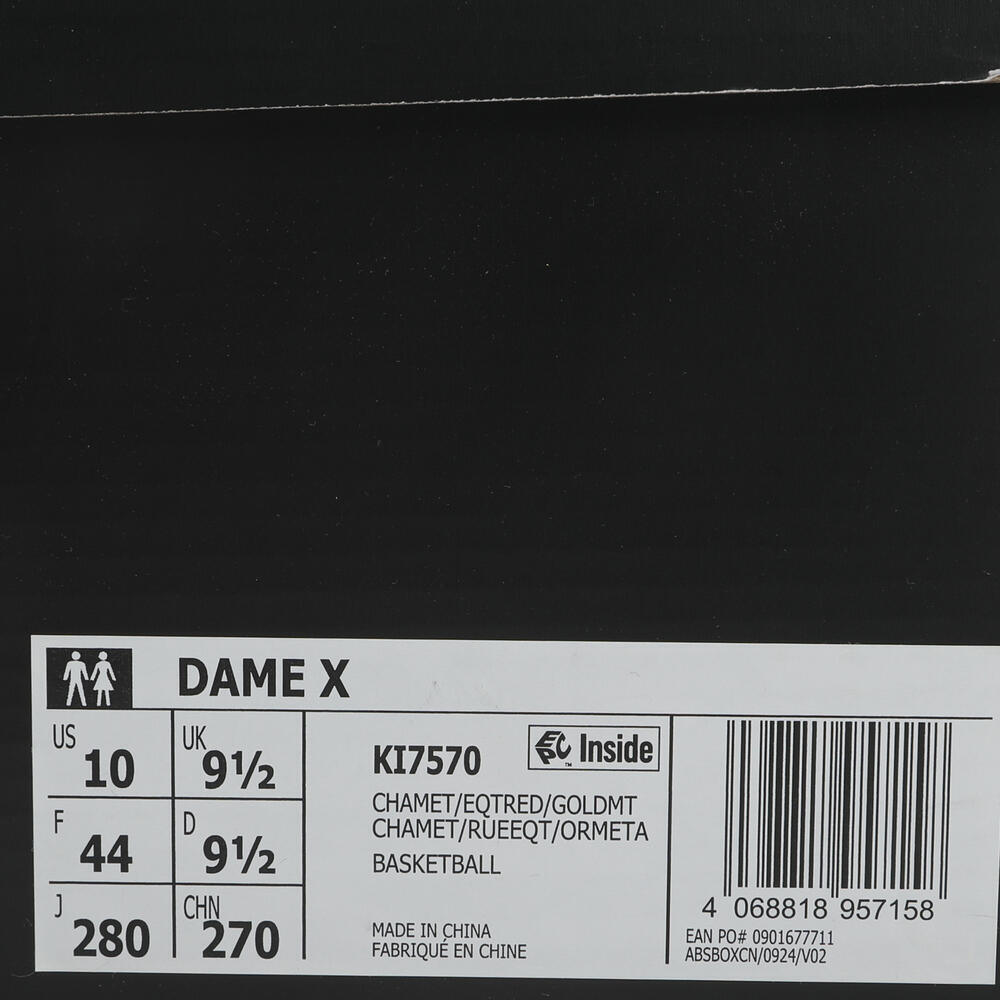 DAME X
US 10
UK 9½
F 44
D 9½
J 280
CHN 270
KI7570
EPC™ Inside
CHAMET/EQTRED/GOLDMT
CHAMET/RUEEQT/ORMETA
BASKETBALL
MADE IN CHINA
FABRIQUÉ EN CHINE
4 068818 957158
EAN PO# 0901677711
ABSBOXCN/0924/V02